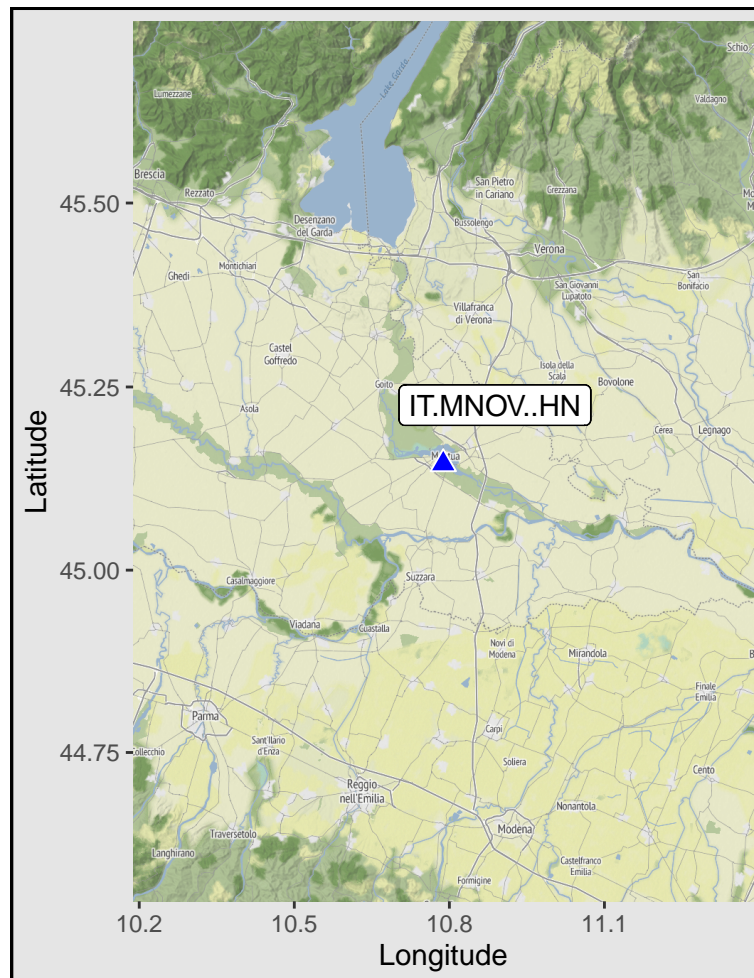 Schio
Lake Garda
Lumezzane
Valdagno
Brescia
Rezzato
San Pietro
in Cariano
Grezzana
45.50
Desenzano
del Garda
Bussolengo
Verona
Ghedi
Montichiari
San Giovanni
Lupatoto
San
Bonifacio
Villafranca
di Verona
Castel
Goffredo
Isola della
Scala
Bovolone
45.25
Goito
Asola
IT.MNOV..HN
Cerea
Legnago
Latitude
45.00
Casalmaggiore
Suzzara
Viadana
Guastalla
Novi di
Modena
Mirandola
Finale
Emilia
Parma
Sant'Ilario
d'Enza
Carpi
44.75
Collecchio
Soliera
Cento
Reggio
nell'Emilia
Nonantola
Traversetolo
Modena
Langhirano
Castelfranco
Emilia
Formigine
10.2
10.5
10.8
11.1
Longitude